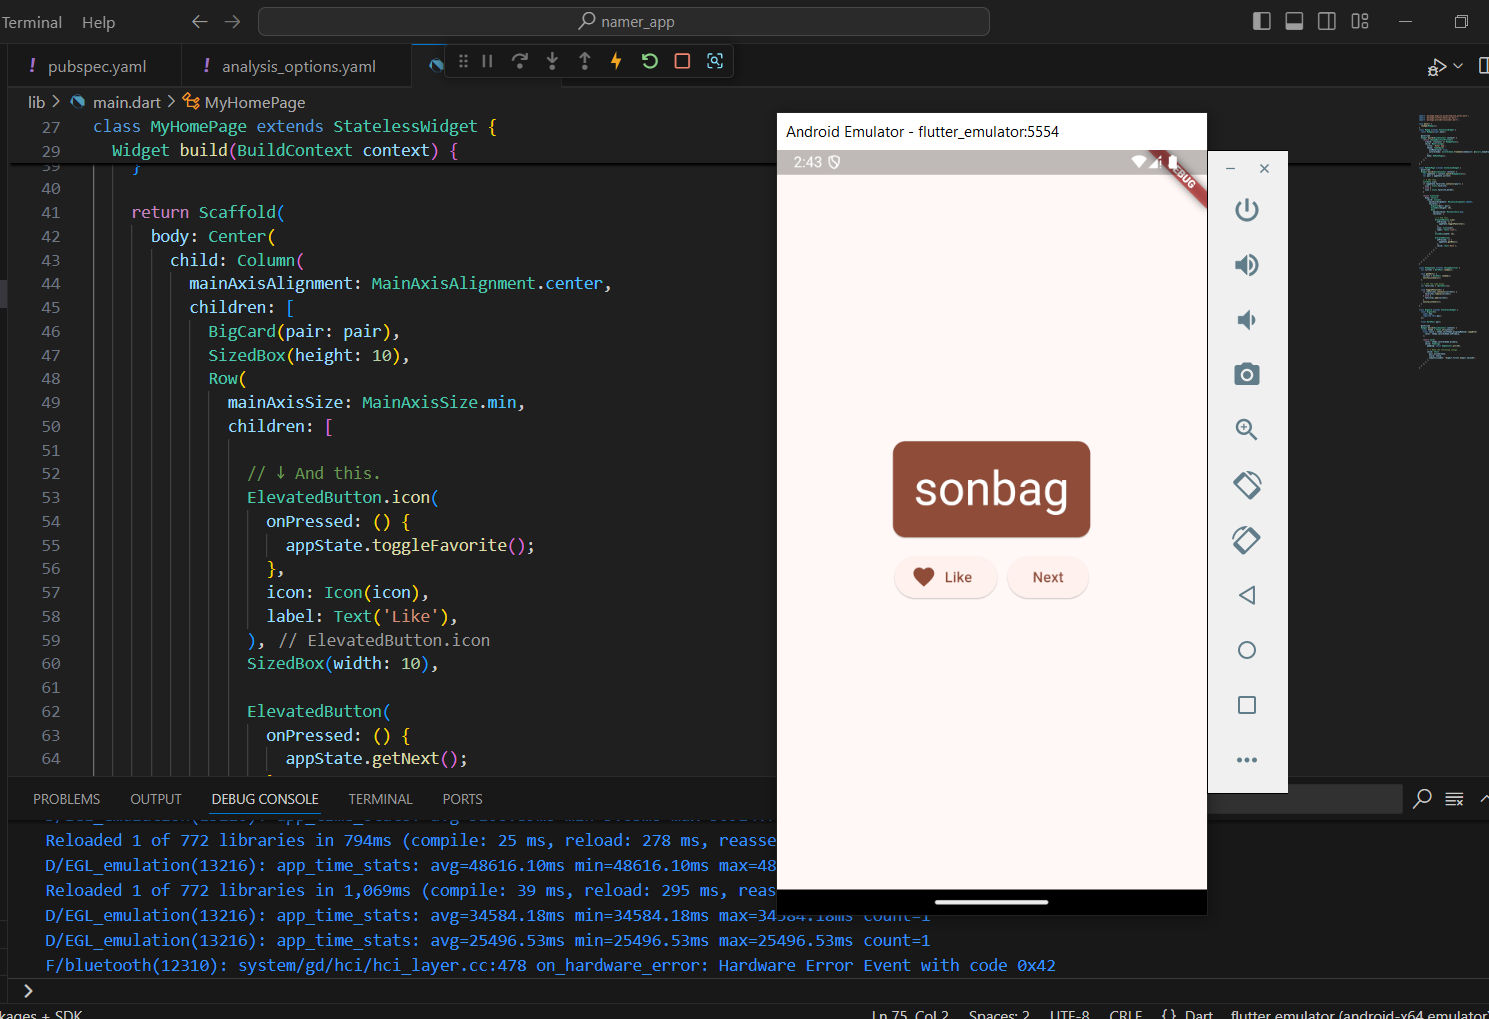 Terminal Help namer_app
! pubspec.yaml ! analysis_options.yaml
lib > main.dart > MyHomePage
27 class MyHomePage extends StatelessWidget {
29 Widget build(BuildContext context) {
39 }
40
41 return Scaffold(
42 body: Center(
43 child: Column(
44 mainAxisAlignment: MainAxisAlignment.center,
45 children: [
46 BigCard(pair: pair),
47 SizedBox(height: 10),
48 Row(
49 mainAxisSize: MainAxisSize.min,
50 children: [
51
52 // ↓ And this.
53 ElevatedButton.icon(
54 onPressed: () {
55 appState.toggleFavorite();
56 },
57 icon: Icon(icon),
58 label: Text('Like'),
59 ), // ElevatedButton.icon
60 SizedBox(width: 10),
61
62 ElevatedButton(
63 onPressed: () {
64 appState.getNext();
Android Emulator - flutter_emulator:5554
2:43
DEBUG
sonbag
Like Next
PROBLEMS OUTPUT DEBUG CONSOLE TERMINAL PORTS
Reloaded 1 of 772 libraries in 794ms (compile: 25 ms, reload: 278 ms, reasse
D/EGL_emulation(13216): app_time_stats: avg=48616.10ms min=48616.10ms max=48
Reloaded 1 of 772 libraries in 1,069ms (compile: 39 ms, reload: 295 ms, reas
D/EGL_emulation(13216): app_time_stats: avg=34584.18ms min=34584.18ms max=34584.18ms count=1
D/EGL_emulation(13216): app_time_stats: avg=25496.53ms min=25496.53ms max=25496.53ms count=1
F/bluetooth(12310): system/gd/hci/hci_layer.cc:478 on_hardware_error: Hardware Error Event with code 0x42
>
kages + SDK Ln 75, Col 2 Spaces: 2 UTF-8 CRLF {} Dart flutter emulator (android-x64 emulator